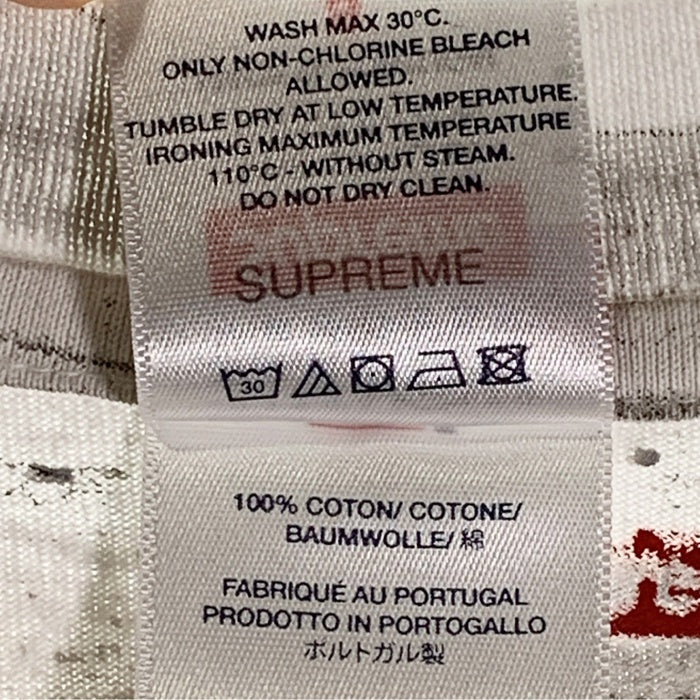 WASH MAX 30°C.
ONLY NON-CHLORINE BLEACH
ALLOWED.
TUMBLE DRY AT LOW TEMPERATURE.
IRONING MAXIMUM TEMPERATURE
110°C - WITHOUT STEAM.
DO NOT DRY CLEAN.
SUPREME
30
100% COTON/ COTONE/
BAUMWOLLE/ 綿
FABRIQUÉ AU PORTUGAL
PRODOTTO IN PORTOGALLO
ポルトガル製